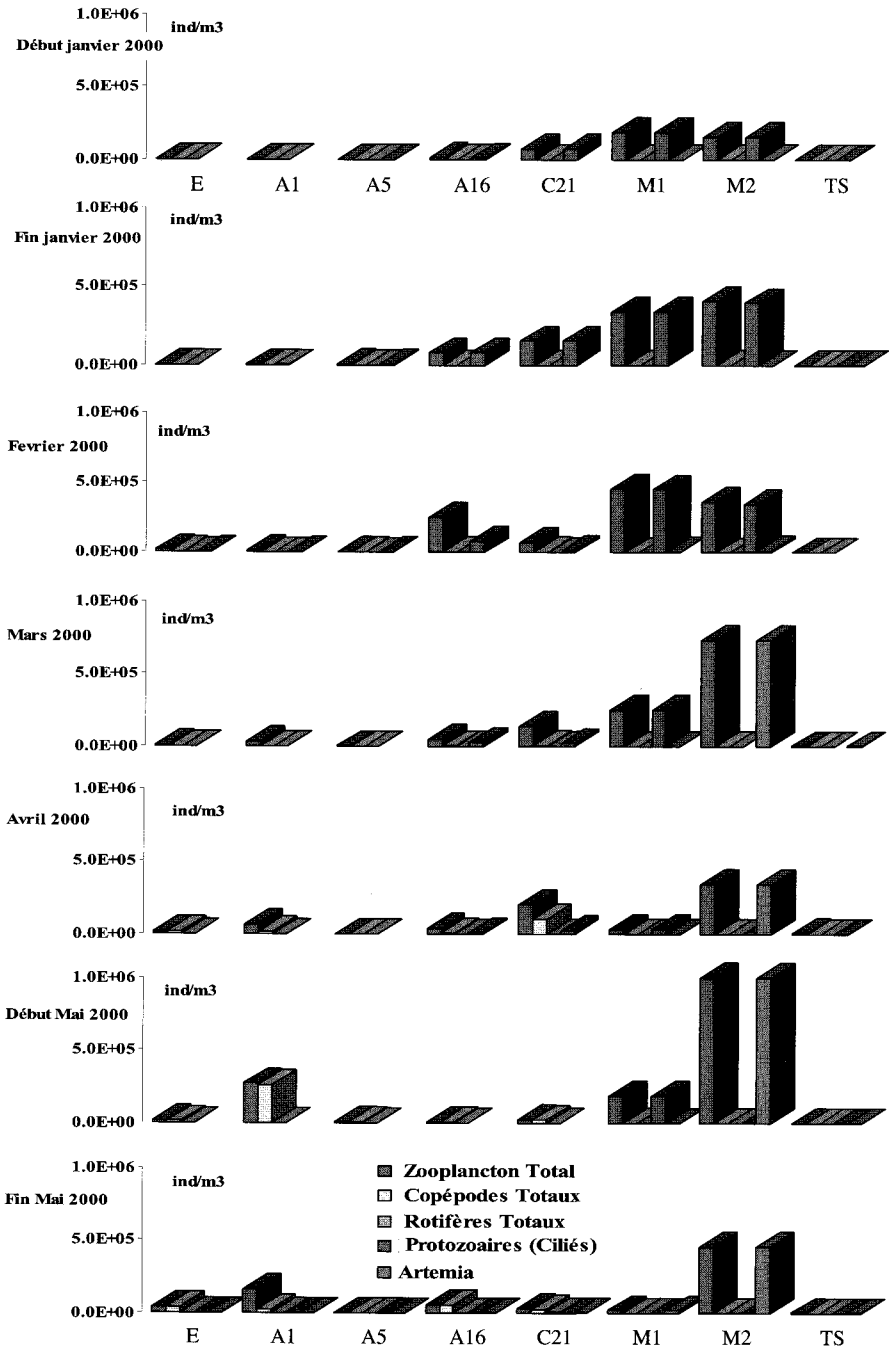 1.0E+06
ind/m3
Début janvier 2000
5.0E+05
0.0E+00
E A1 A5 A16 C21 M1 M2 TS
1.0E+06
ind/m3
Fin janvier 2000
5.0E+05
0.0E+00
1.0E+06
ind/m3
Fevrier 2000
5.0E+05
0.0E+00
1.0E+06
ind/m3
Mars 2000
5.0E+05
0.0E+00
1.0E+06
ind/m3
Avril 2000
5.0E+05
0.0E+00
1.0E+06
ind/m3
Début Mai 2000
5.0E+05
0.0E+00
1.0E+06
ind/m3
Fin Mai 2000
5.0E+05
0.0E+00
Zooplancton Total
Copépodes Totaux
Rotifères Totaux
Protozoaires (Ciliés)
Artemia
E A1 A5 A16 C21 M1 M2 TS